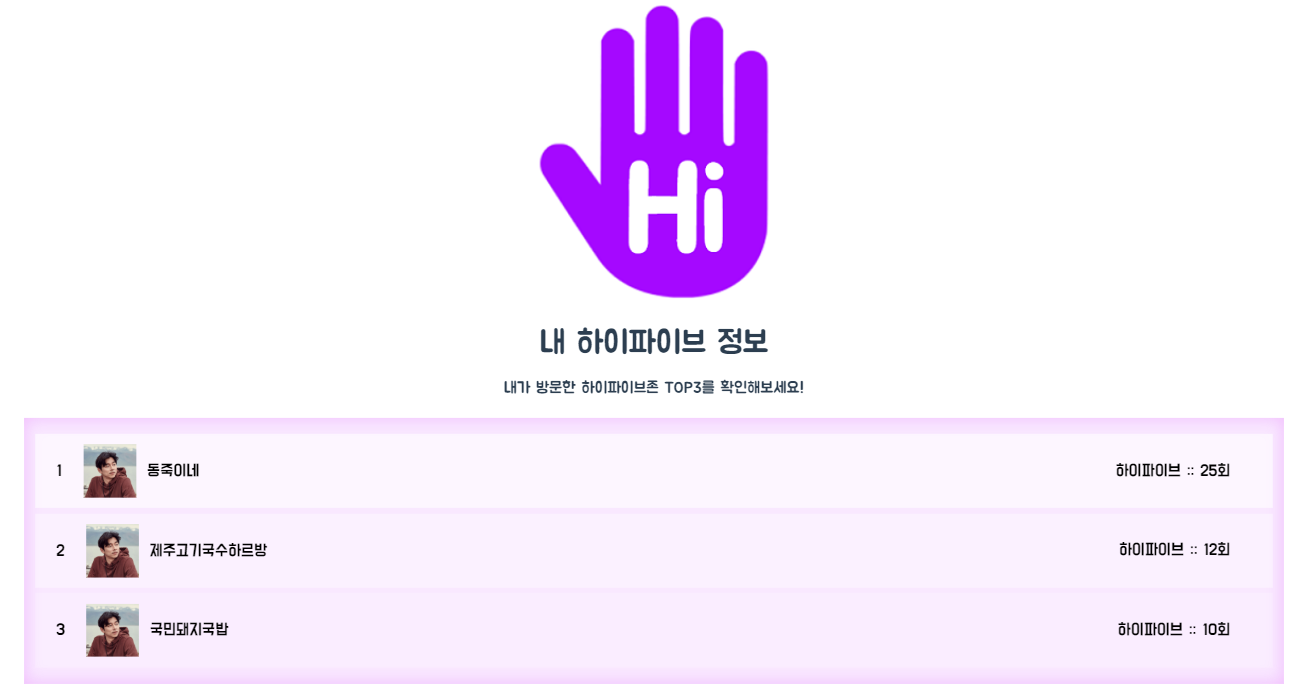 Hi
내 하이파이브 정보
내가 방문한 하이파이브존 TOP3를 확인해보세요!
1 동죽이네 하이파이브 :: 25회
2 제주고기국수하르방 하이파이브 :: 12회
3 국민돼지국밥 하이파이브 :: 10회